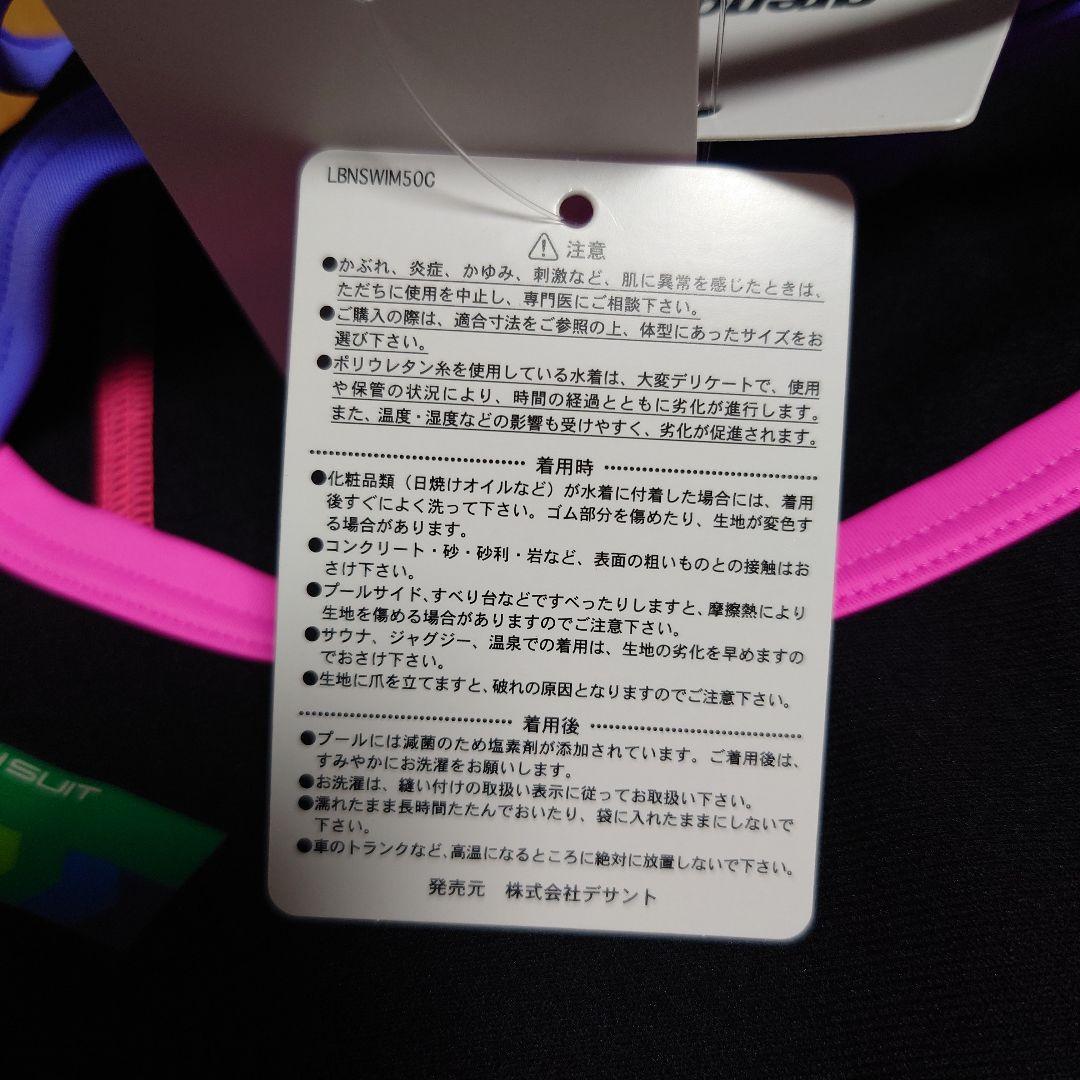 arena
LBNSWIM50C
注意
●かぶれ、炎症、かゆみ、刺激など、肌に異常を感じたときは、
ただちに使用を中止し、専門医にご相談下さい。
●ご購入の際は、適合寸法をご参照の上、体型にあったサイズをお
選び下さい。
●ポリウレタン糸を使用している水着は、大変デリケートで、使用
や保管の状況により、時間の経過とともに劣化が進行します。
また、温度・湿度などの影響も受けやすく、劣化が促進されます。
着用時
●化粧品類（日焼けオイルなど）が水着に付着した場合には、着用
後すぐによく洗って下さい。ゴム部分を傷めたり、生地が変色す
る場合があります。
●コンクリート・砂・砂利・岩など、表面の粗いものとの接触はお
さけ下さい。
●プールサイド、すべり台などですべったりしますと、摩擦熱により
生地を傷める場合がありますのでご注意下さい。
●サウナ、ジャグジー、温泉での着用は、生地の劣化を早めますの
でおさけ下さい。
●生地に爪を立てますと、破れの原因となりますのでご注意下さい。
着用後
●プールには滅菌のため塩素剤が添加されています。ご着用後は、
すみやかにお洗濯をお願いします。
●お洗濯は、縫い付けの取扱い表示に従ってお取扱い下さい。
●濡れたまま長時間たたんでおいたり、袋に入れたままにしないで
下さい。
●車のトランクなど、高温になるところに絶対に放置しないで下さい。
発売元 株式会社デサント
SUIT